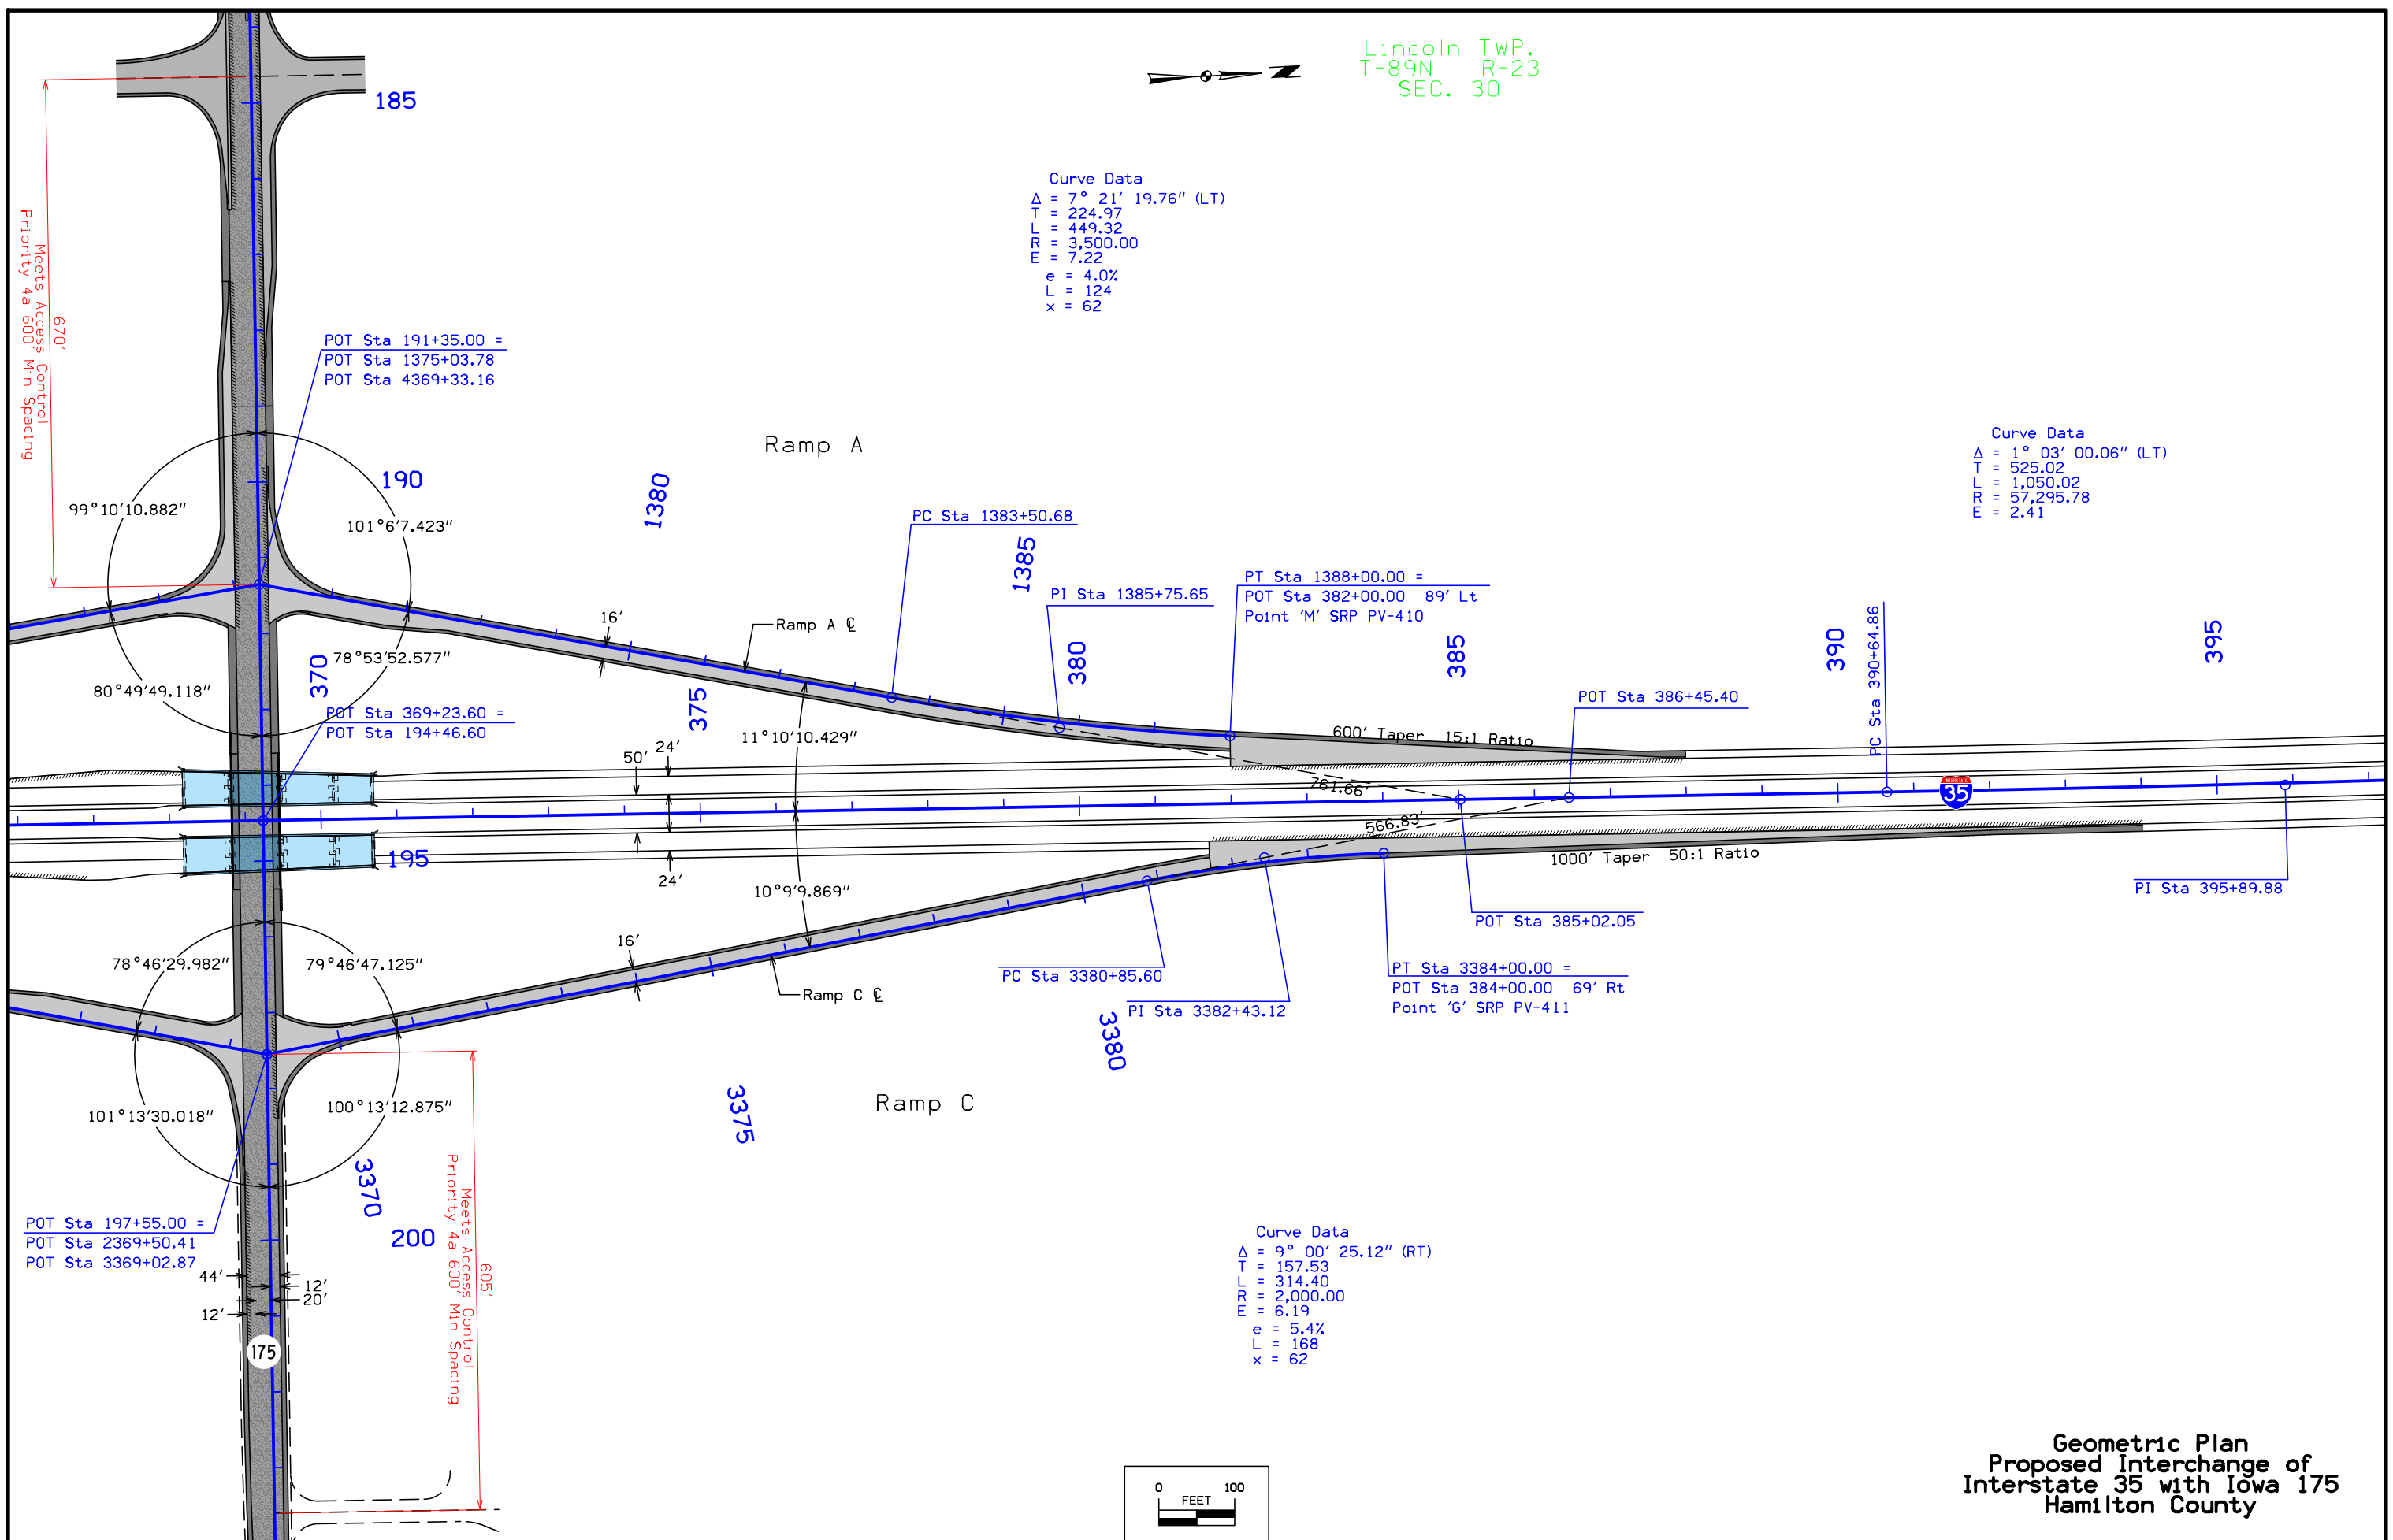 Lincoln TWP.
T-89N R-23
SEC. 30
185
Curve Data
Δ = 7° 21' 19.76" (LT)
T = 224.97
L = 449.32
R = 3,500.00
E = 7.22
e = 4.0%
L = 124
x = 62
670'
Meets Access Control
Priority 4a 600' Min Spacing
POT Sta 191+35.00 =
POT Sta 1375+03.78
POT Sta 4369+33.16
Ramp A
Curve Data
Δ = 1° 03' 00.06" (LT)
T = 525.02
L = 1,050.02
R = 57,295.78
E = 2.41
190
1380
99°10'10.882"
101°6'7.423"
PC Sta 1383+50.68
1385
PI Sta 1385+75.65
PT Sta 1388+00.00 =
POT Sta 382+00.00 89' Lt
Point 'M' SRP PV-410
16'
Ramp A ℄
78°53'52.577"
80°49'49.118"
370
375
380
385
390
395
PC Sta 390+64.86
POT Sta 386+45.40
POT Sta 369+23.60 =
POT Sta 194+46.60
11°10'10.429"
600' Taper 15:1 Ratio
50'
24'
761.66'
35
566.83'
195
24'
10°9'9.869"
1000' Taper 50:1 Ratio
PI Sta 395+89.88
POT Sta 385+02.05
16'
78°46'29.982"
79°46'47.125"
PC Sta 3380+85.60
PT Sta 3384+00.00 =
POT Sta 384+00.00 69' Rt
Point 'G' SRP PV-411
Ramp C ℄
PI Sta 3382+43.12
3380
101°13'30.018"
100°13'12.875"
3375
Ramp C
3370
POT Sta 197+55.00 =
POT Sta 2369+50.41
POT Sta 3369+02.87
200
605'
Meets Access Control
Priority 4a 600' Min Spacing
44'
12'
20'
12'
175
Curve Data
Δ = 9° 00' 25.12" (RT)
T = 157.53
L = 314.40
R = 2,000.00
E = 6.19
e = 5.4%
L = 168
x = 62
0 100
FEET
Geometric Plan
Proposed Interchange of
Interstate 35 with Iowa 175
Hamilton County